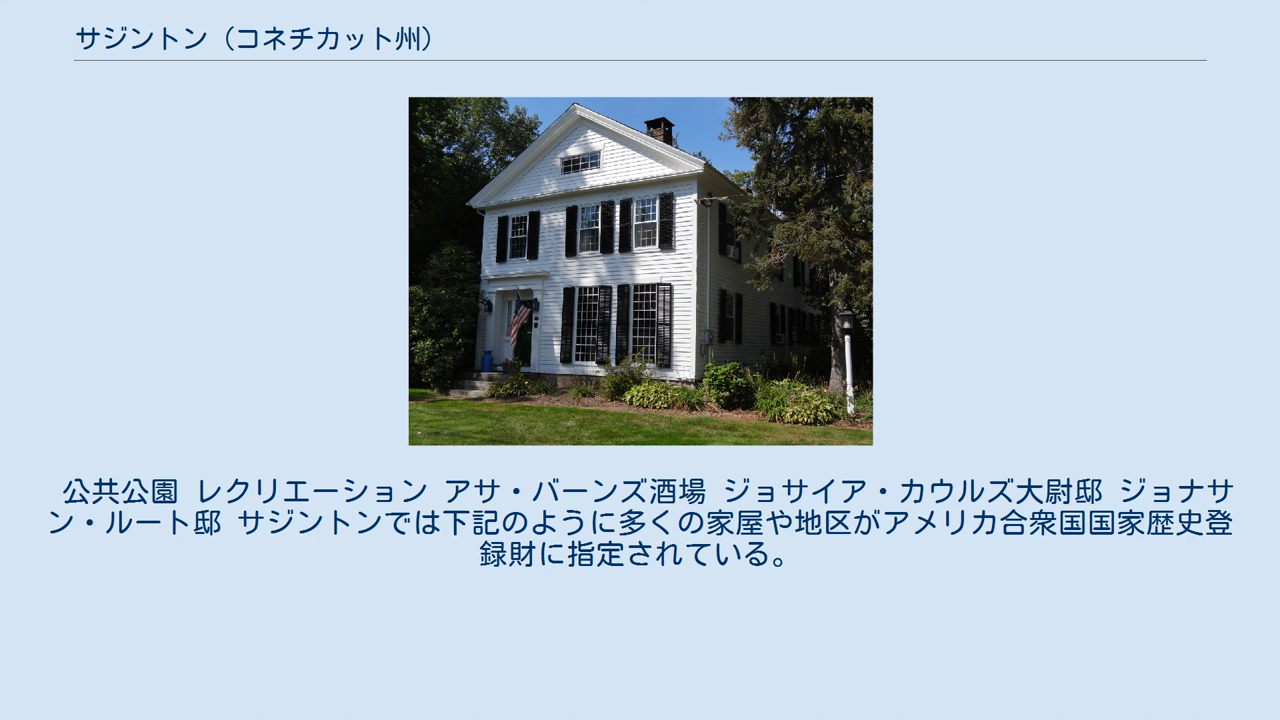 サジントン（コネチカット州）
公共公園 レクリエーション アサ・バーンズ酒場 ジョサイア・カウルズ大尉邸 ジョナサ
ン・ルート邸 サジントンでは下記のように多くの家屋や地区がアメリカ合衆国国家歴史登
録財に指定されている。